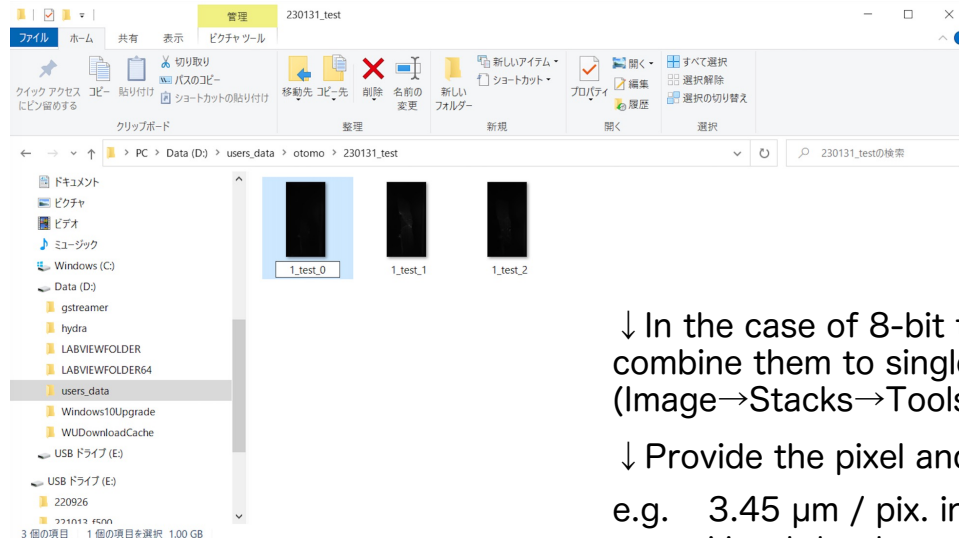 管理
230131_test
ファイル ホーム 共有 表示 ピクチャ ツール
クイック アクセス
にピン留めする
コピー
貼り付け
切り取り
パスのコピー
ショートカットの貼り付け
クリップボード
移動先
コピー先
削除
名前の
変更
整理
新しい
フォルダー
新しいアイテム
ショートカット
新規
プロパティ
開く
編集
履歴
開く
すべて選択
選択解除
選択の切り替え
選択
PC > Data (D:) > users_data > otomo > 230131_test
230131_testの検索
ドキュメント
ピクチャ
ビデオ
ミュージック
Windows (C:)
Data (D:)
gstreamer
hydra
LABVIEWFOLDER
LABVIEWFOLDER64
users_data
Windows10Upgrade
WUDownloadCache
USB ドライブ (E:)
USB ドライブ (E:)
220926
221013_f500
3 個の項目 1 個の項目を選択 1.00 GB
1_test_0 1_test_1 1_test_2
↓In the case of 8-bit
combine them to
(Image→Stacks→Tools
↓Provide the pixel
e.g. 3.45 µm / pix.